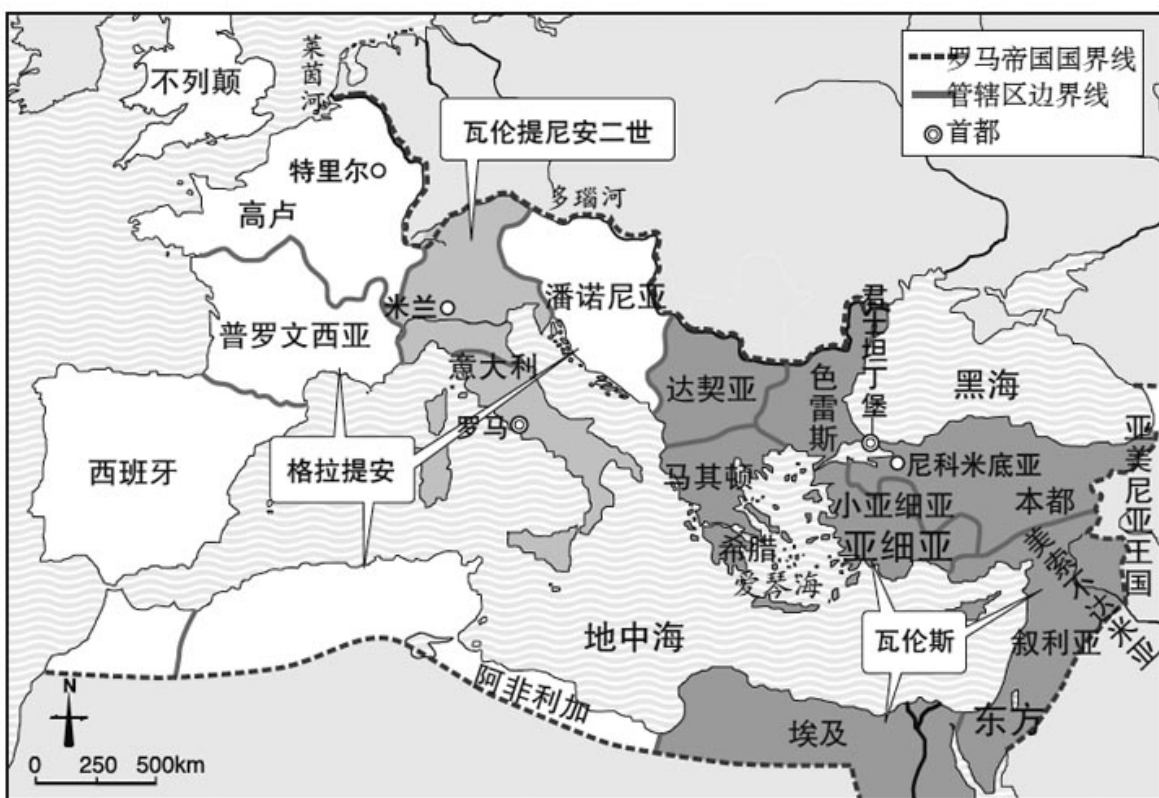 罗马帝国国界线
管辖区边界线
首都
莱茵河
不列颠
瓦伦提尼安二世
特里尔
高卢
多瑙河
米兰
潘诺尼亚
普罗文西亚
意大利
达契亚
色雷斯
君士坦丁堡
黑海
罗马
西班牙
格拉提安
马其顿
尼科米底亚
小亚细亚
本都
亚美尼亚王国
希腊
亚细亚
爱琴海
美索不达米亚
地中海
瓦伦斯
叙利亚
阿非利加
埃及
东方
N
0 250 500km